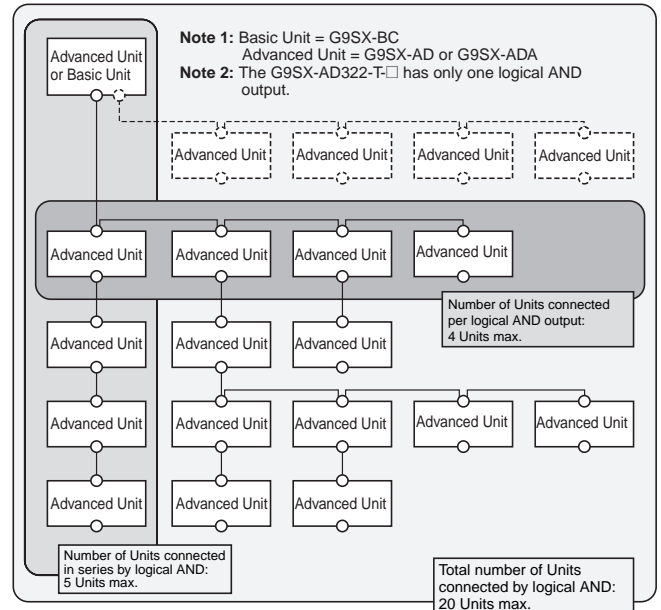 Advanced Unit
or Basic Unit
Note 1: Basic Unit = G9SX-BC
Advanced Unit = G9SX-AD or G9SX-ADA
Note 2: The G9SX-AD322-T-□ has only one logical AND
output.
Advanced Unit
Advanced Unit
Advanced Unit
Advanced Unit
Advanced Unit
Advanced Unit
Advanced Unit
Advanced Unit
Number of Units connected
per logical AND output:
4 Units max.
Advanced Unit
Advanced Unit
Advanced Unit
Advanced Unit
Advanced Unit
Advanced Unit
Advanced Unit
Advanced Unit
Advanced Unit
Advanced Unit
Advanced Unit
Number of Units connected
in series by logical AND:
5 Units max.
Total number of Units
connected by logical AND:
20 Units max.